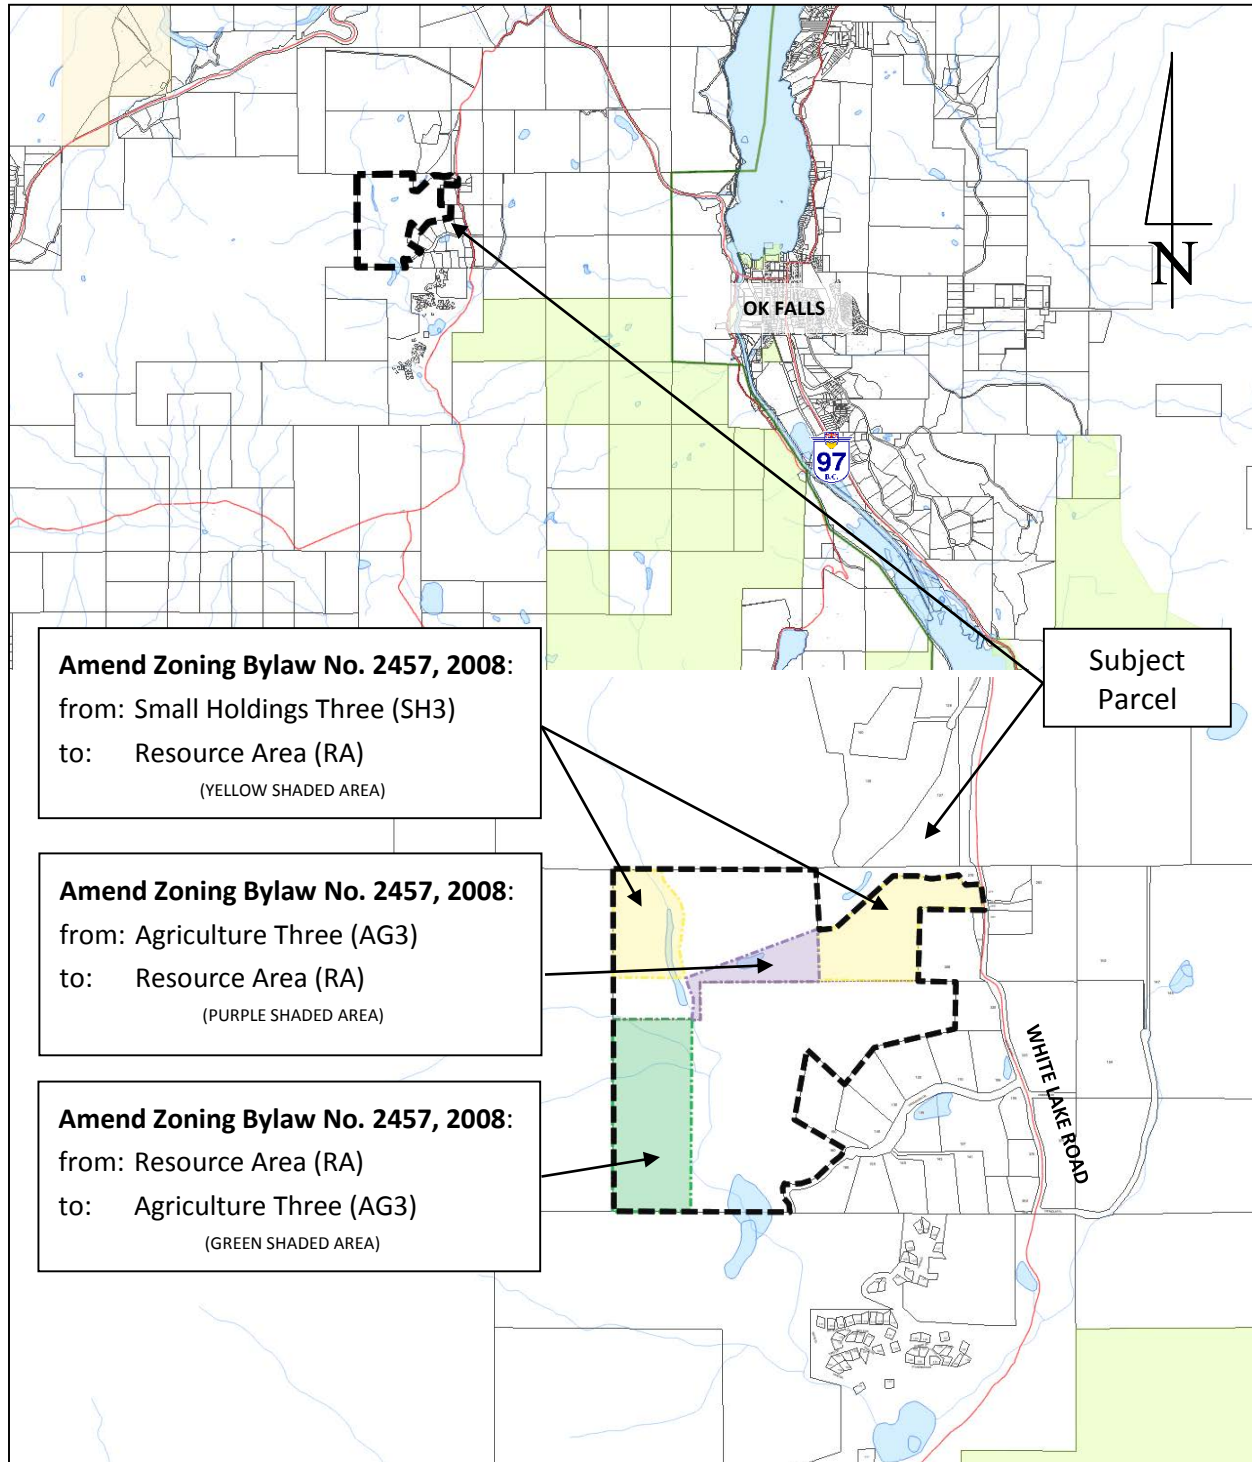 N
OK FALLS
97
B.C.
Subject
Parcel
Amend Zoning Bylaw No. 2457, 2008:
from: Small Holdings Three (SH3)
to: Resource Area (RA)
(YELLOW SHADED AREA)
Amend Zoning Bylaw No. 2457, 2008:
from: Agriculture Three (AG3)
to: Resource Area (RA)
(PURPLE SHADED AREA)
Amend Zoning Bylaw No. 2457, 2008:
from: Resource Area (RA)
to: Agriculture Three (AG3)
(GREEN SHADED AREA)
WHITE LAKE ROAD